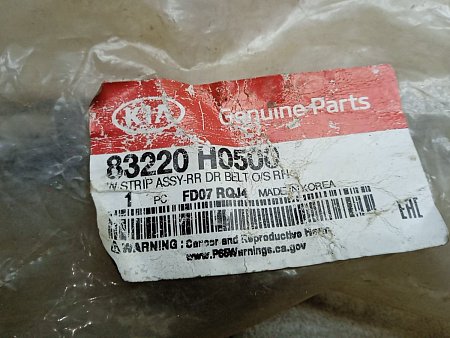 KIA Genuine Parts
83220 H0500
W STRIP ASSY-RR DR BELT O/S RH
1 PC FD07 RQJ4 MADE IN KOREA
EAC
WARNING : Cancer and Reproductive Harm
www.P65Warnings.ca.gov